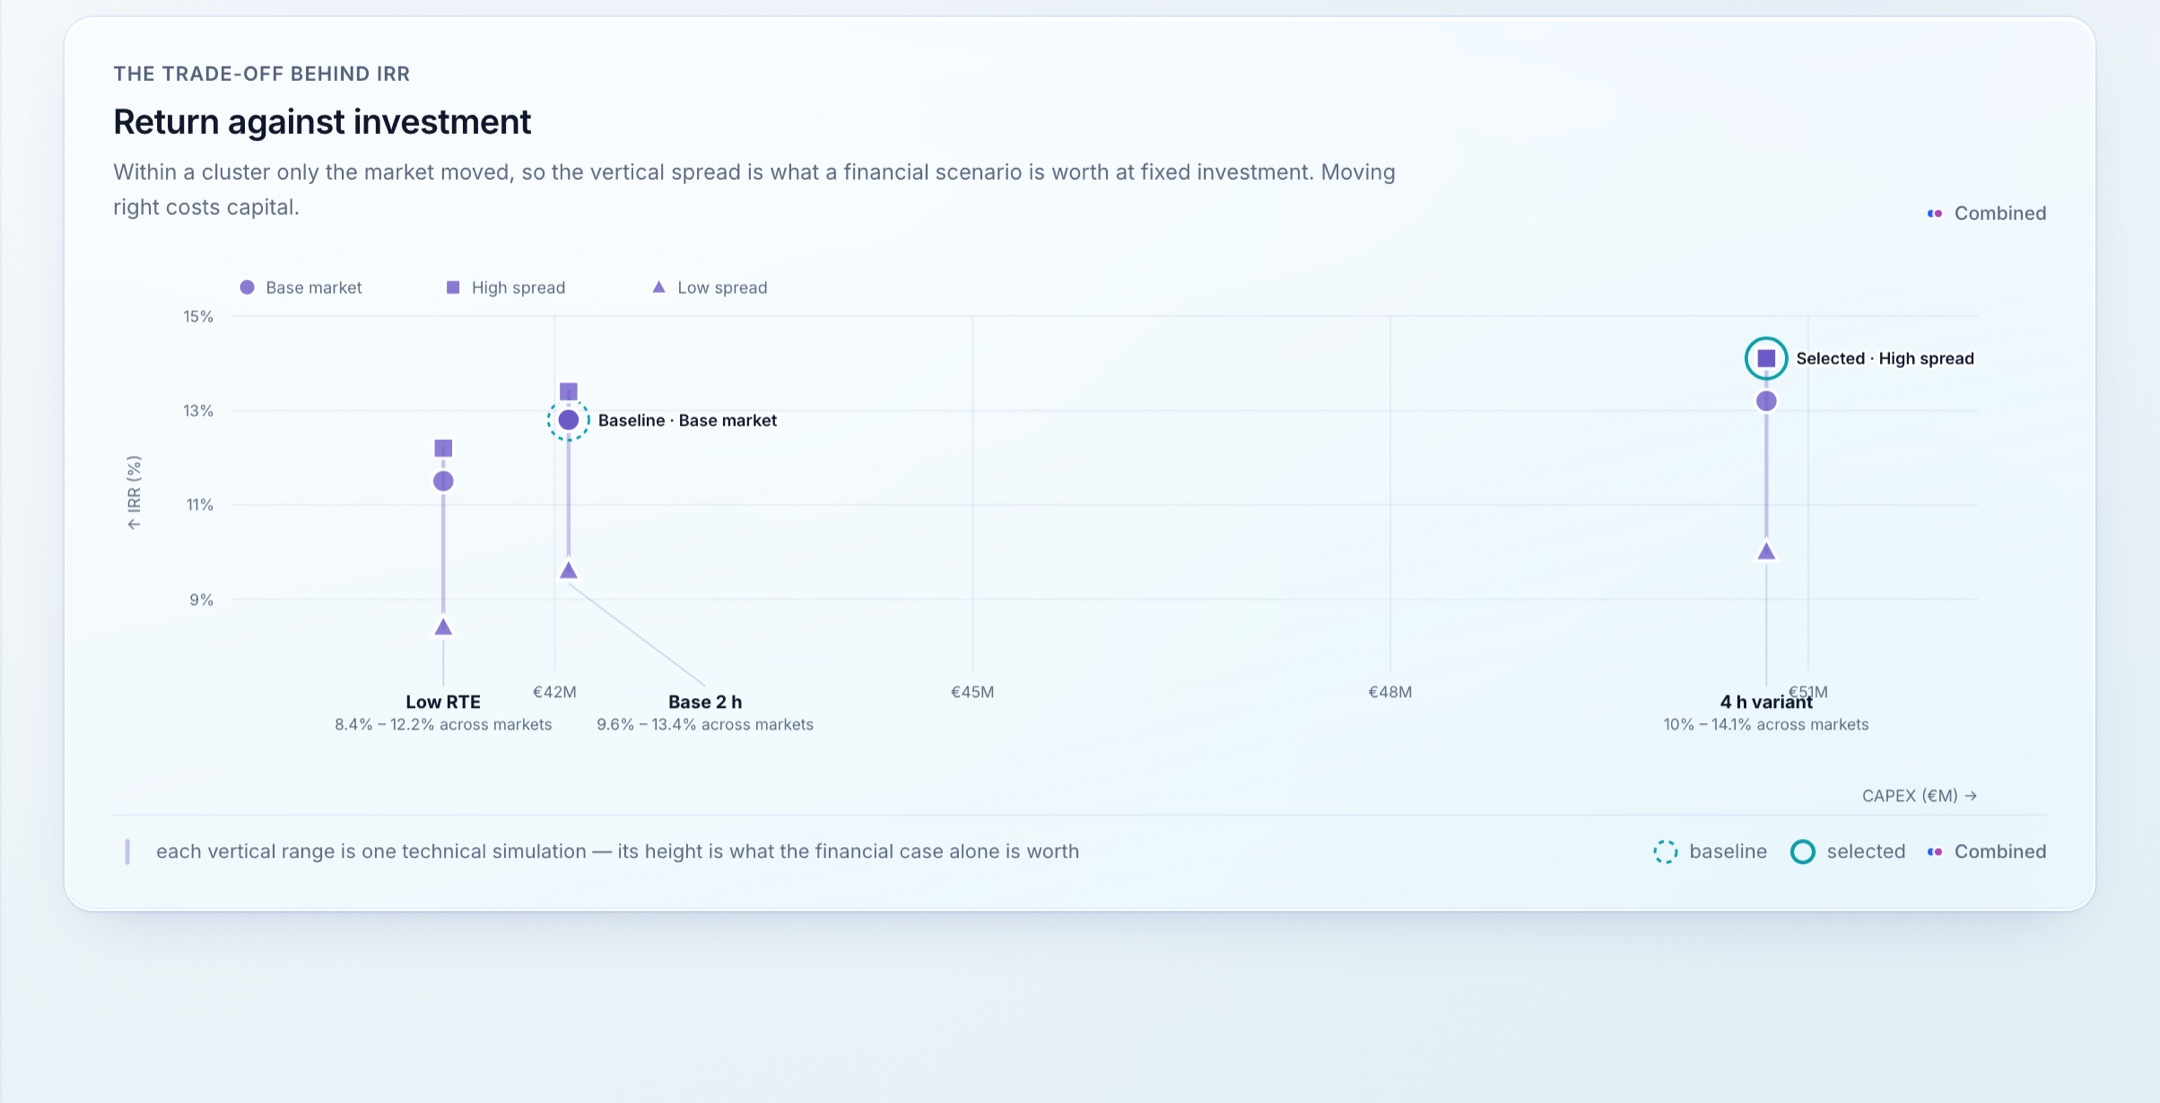 THE TRADE-OFF BEHIND IRR
Return against investment
Within a cluster only the market moved, so the vertical spread is what a financial scenario is worth at fixed investment. Moving
right costs capital.
Combined
Base market
High spread
Low spread
15%
13%
11%
9%
↑ IRR (%)
Baseline · Base market
Selected · High spread
€42M
€45M
€48M
€51M
Low RTE
8.4% – 12.2% across markets
Base 2 h
9.6% – 13.4% across markets
4 h variant
10% – 14.1% across markets
CAPEX (€M) →
each vertical range is one technical simulation — its height is what the financial case alone is worth
baseline
selected
Combined